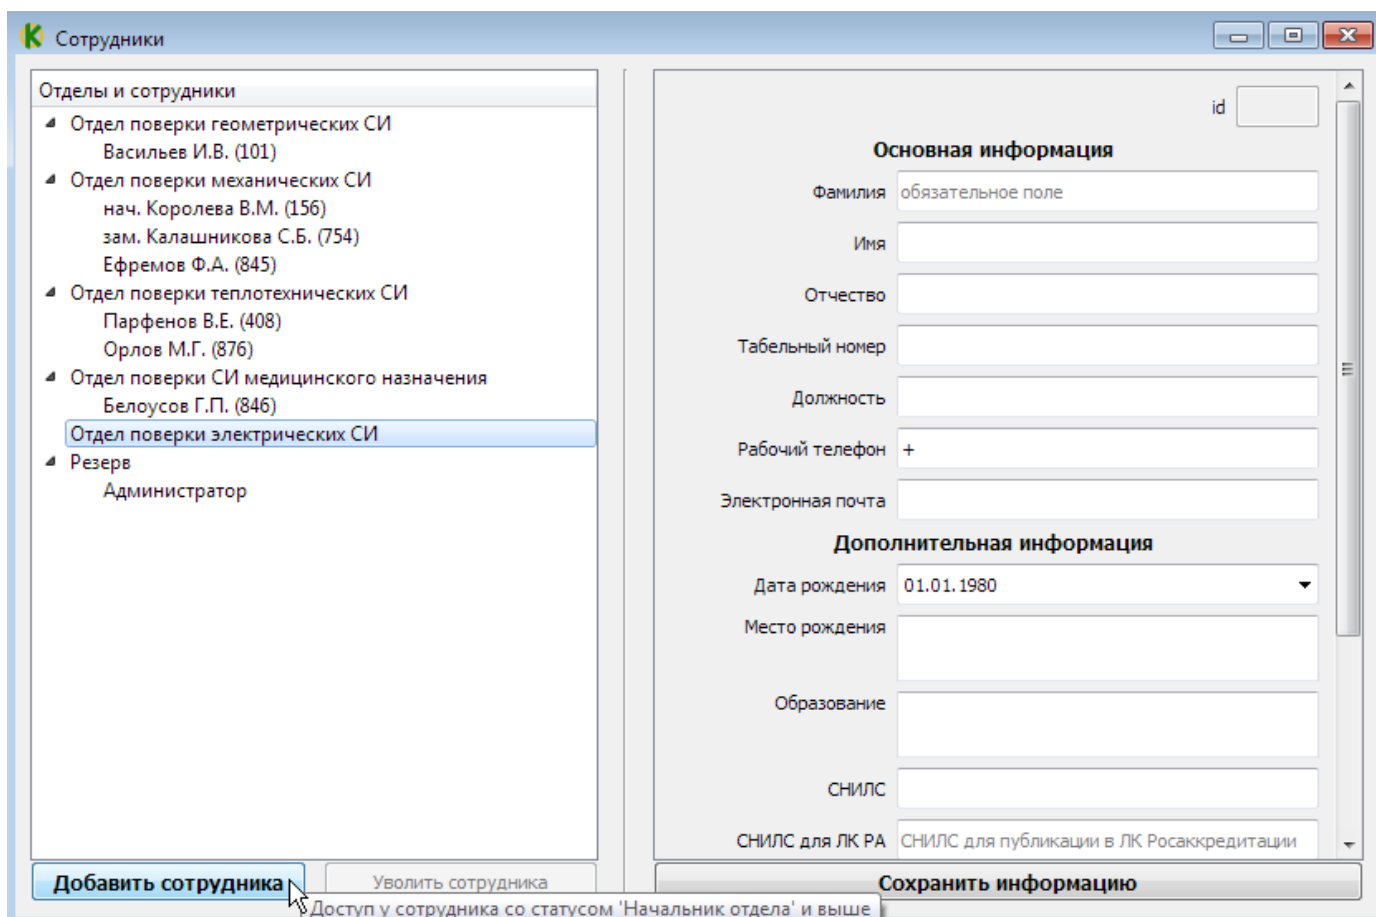 Сотрудники
Отделы и сотрудники
Отдел поверки геометрических СИ
Васильев И.В. (101)
Отдел поверки механических СИ
нач. Королева В.М. (156)
зам. Калашникова С.Б. (754)
Ефремов Ф.А. (845)
Отдел поверки теплотехнических СИ
Парфенов В.Е. (408)
Орлов М.Г. (876)
Отдел поверки СИ медицинского назначения
Белоусов Г.П. (846)
Отдел поверки электрических СИ
Резерв
Администратор
Добавить сотрудника
Уволить сотрудника
Доступ у сотрудника со статусом 'Начальник отдела' и выше
id
Основная информация
Фамилия обязательное поле
Имя
Отчество
Табельный номер
Должность
Рабочий телефон +
Электронная почта
Дополнительная информация
Дата рождения 01.01.1980
Место рождения
Образование
СНИЛС
СНИЛС для ЛК РА СНИЛС для публикации в ЛК Росаккредитации
Сохранить информацию